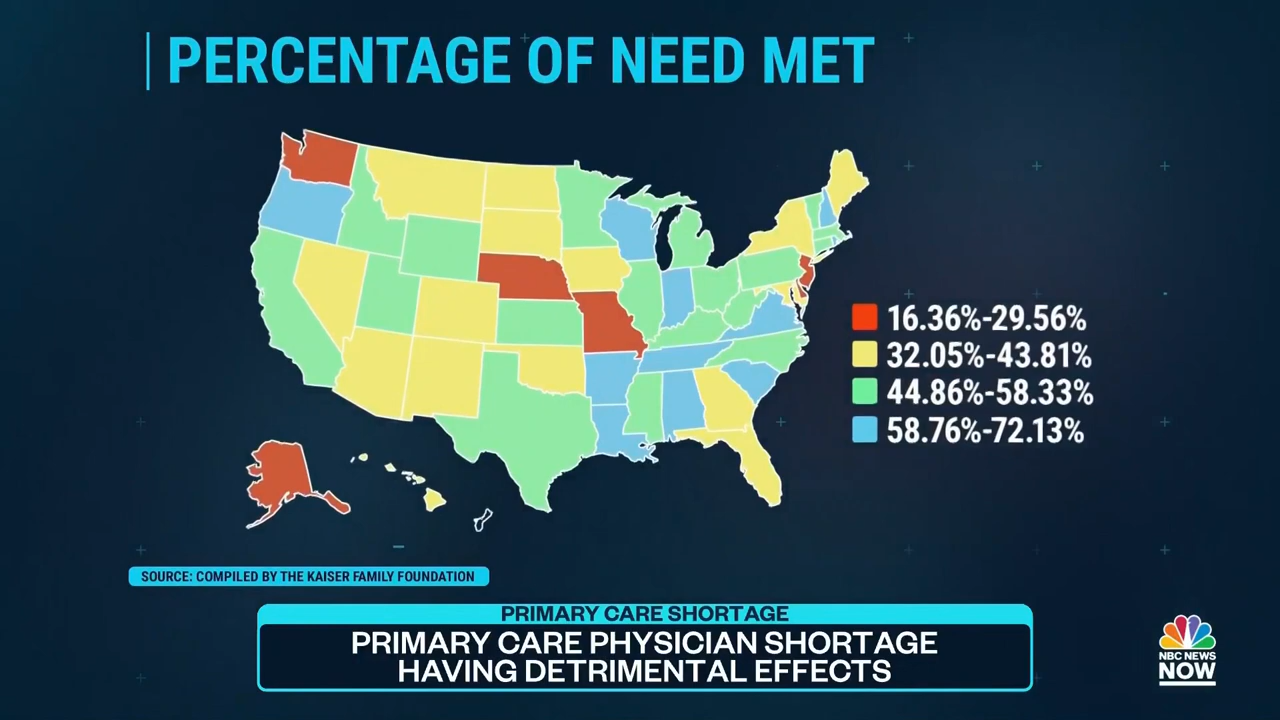 PERCENTAGE OF NEED MET
16.36%-29.56%
32.05%-43.81%
44.86%-58.33%
58.76%-72.13%
SOURCE: COMPILED BY THE KAISER FAMILY FOUNDATION
PRIMARY CARE SHORTAGE
PRIMARY CARE PHYSICIAN SHORTAGE
HAVING DETRIMENTAL EFFECTS
NBC NEWS
NOW